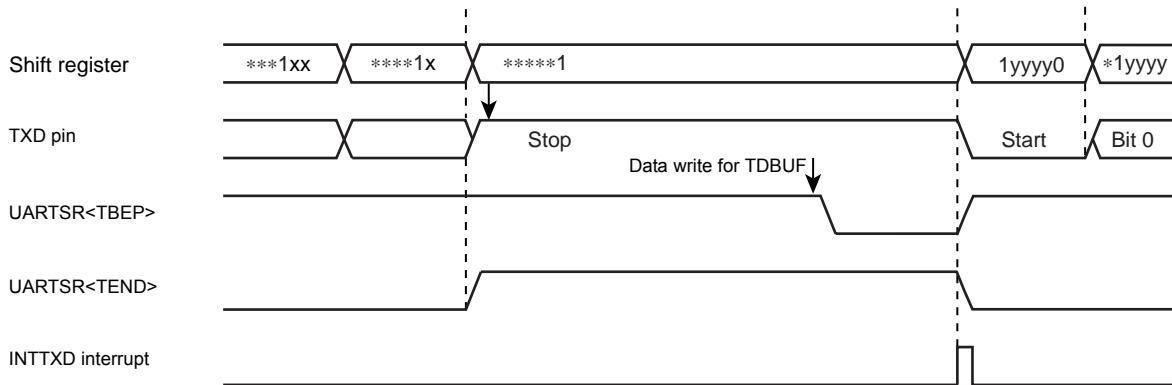 Shift register
***1xx
****1x
*****1
1yyyy0
*1yyyy
TXD pin
Stop
Start
Bit 0
Data write for TDBUF
UARTSR<TBEP>
UARTSR<TEND>
INTTXD interrupt